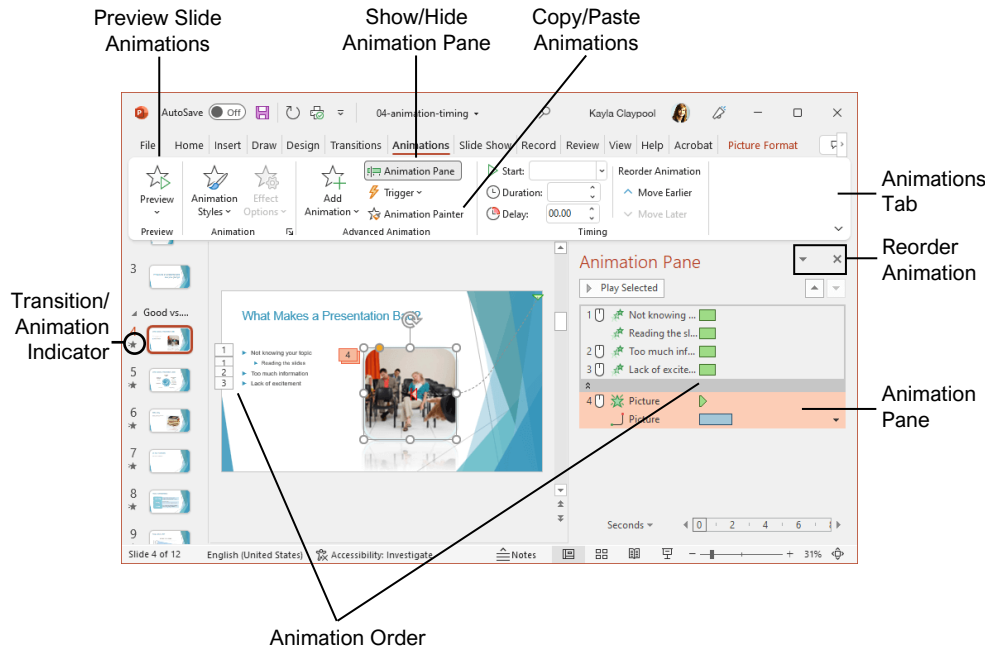 Preview Slide
Animations
Show/Hide
Animation Pane
Copy/Paste
Animations
AutoSave Off 04-animation-timing Kayla Claypool
File Home Insert Draw Design Transitions Animations Slide Show Record Review View Help Acrobat Picture Format
Preview
Animation
Styles
Effect
Options
Add
Animation
Animation Pane
Trigger
Animation Painter
Start:
Duration:
Delay: 00.00
Reorder Animation
Move Earlier
Move Later
Preview Animation Advanced Animation Timing
Animations
Tab
Reorder
Animation
Transition/
Animation
Indicator
3
Good vs....
4
5
6
7
8
9
What Makes a Presentation Bad?
1 Not knowing your topic
1 Reading the slides
2 Too much information
3 Lack of excitement
4
Animation Pane
Play Selected
1 Not knowing ...
Reading the sl...
2 Too much inf...
3 Lack of excite...
4 Picture
Picture
Animation
Pane
Seconds 0 2 4 6
Slide 4 of 12 English (United States) Accessibility: Investigate Notes 31%
Animation Order